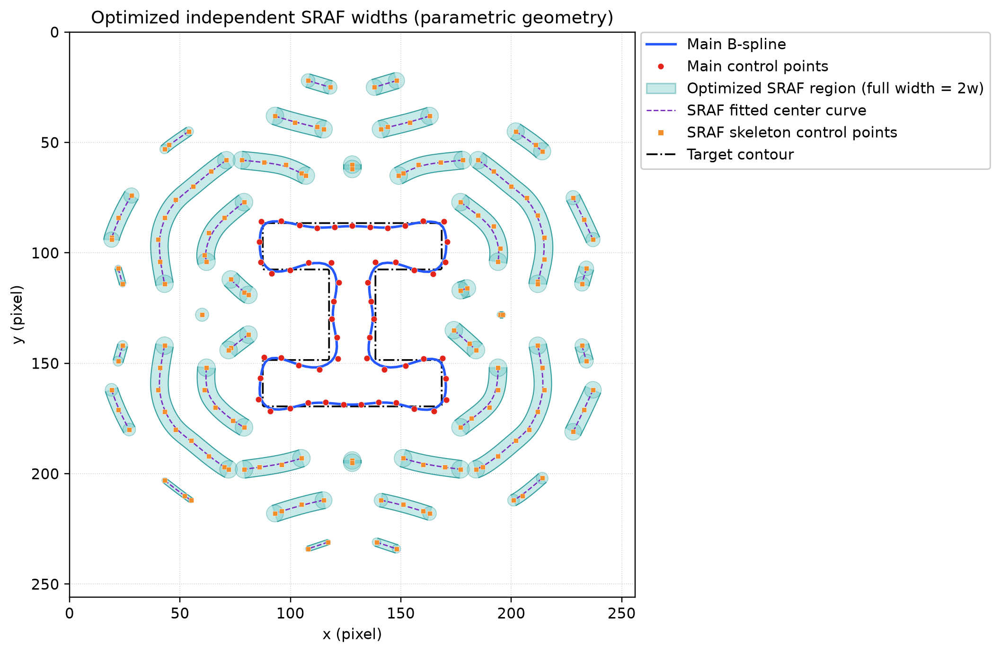 Optimized independent SRAF widths (parametric geometry)
Main B-spline
Main control points
Optimized SRAF region (full width = 2w)
SRAF fitted center curve
SRAF skeleton control points
Target contour
0
50
100
150
200
250
y (pixel)
0 50 100 150 200 250
x (pixel)